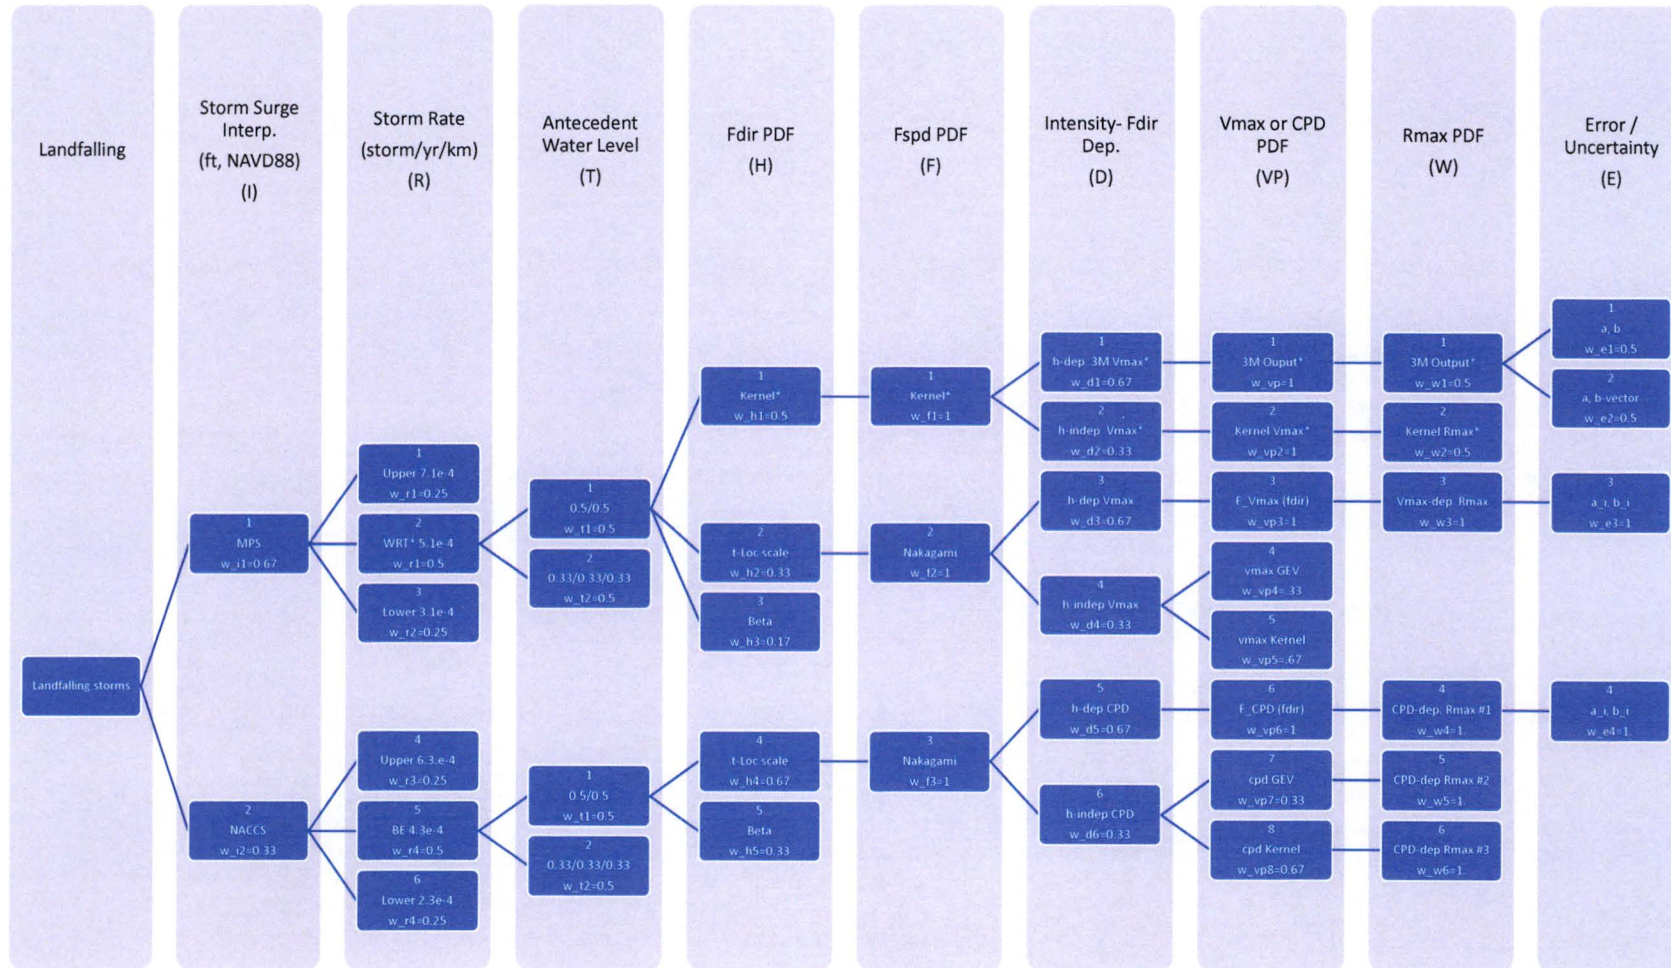 Landfalling
Landfalling storms
Storm Surge
Interp.
(ft, NAVD88)
(I)
1
MPS
w_i1=0.67
2
NACCS
w_i2=0.33
Storm Rate
(storm/yr/km)
(R)
1
Upper 7.1e-4
w_r1=0.25
2
WRT* 5.1e-4
w_r1=0.5
3
Lower 3.1e-4
w_r2=0.25
4
Upper 6.3.e-4
w_r3=0.25
5
BE 4.3e-4
w_r4=0.5
6
Lower 2.3e-4
w_r4=0.25
Antecedent
Water Level
(T)
1
0.5/0.5
w_t1=0.5
2
0.33/0.33/0.33
w_t2=0.5
1
0.5/0.5
w_t1=0.5
2
0.33/0.33/0.33
w_t2=0.5
Fdir PDF
(H)
1
Kernel*
w_h1=0.5
2
t-Loc scale
w_h2=0.33
3
Beta
w_h3=0.17
4
t-Loc scale
w_h4=0.67
5
Beta
w_h5=0.33
Fspd PDF
(F)
1
Kernel*
w_f1=1
2
Nakagami
w_f2=1
3
Nakagami
w_f3=1
Intensity- Fdir
Dep.
(D)
1
h-dep 3M Vmax*
w_d1=0.67
2
h-indep Vmax*
w_d2=0.33
3
h-dep Vmax
w_d3=0.67
4
h-indep Vmax
w_d4=0.33
5
h-dep CPD
w_d5=0.67
6
h-indep CPD
w_d6=0.33
Vmax or CPD
PDF
(VP)
1
3M Ouput*
w_vp=1
2
Kernel Vmax*
w_vp2=1
3
F_Vmax (fdir)
w_vp3=1
4
vmax GEV
w_vp4=.33
5
vmax Kernel
w_vp5=.67
6
F_CPD (fdir)
w_vp6=1
7
cpd GEV
w_vp7=0.33
8
cpd Kernel
w_vp8=0.67
Rmax PDF
(W)
1
3M Output*
w_w1=0.5
2
Kernel Rmax*
w_w2=0.5
3
Vmax-dep. Rmax
w_w3=1
4
CPD-dep. Rmax #1
w_w4=1.
5
CPD-dep Rmax #2
w_w5=1.
6
CPD-dep Rmax #3
w_w6=1.
Error /
Uncertainty
(E)
1
a, b
w_e1=0.5
2
a, b-vector
w_e2=0.5
3
a_i, b_i
w_e3=1
4
a_i, b_i
w_e4=1.